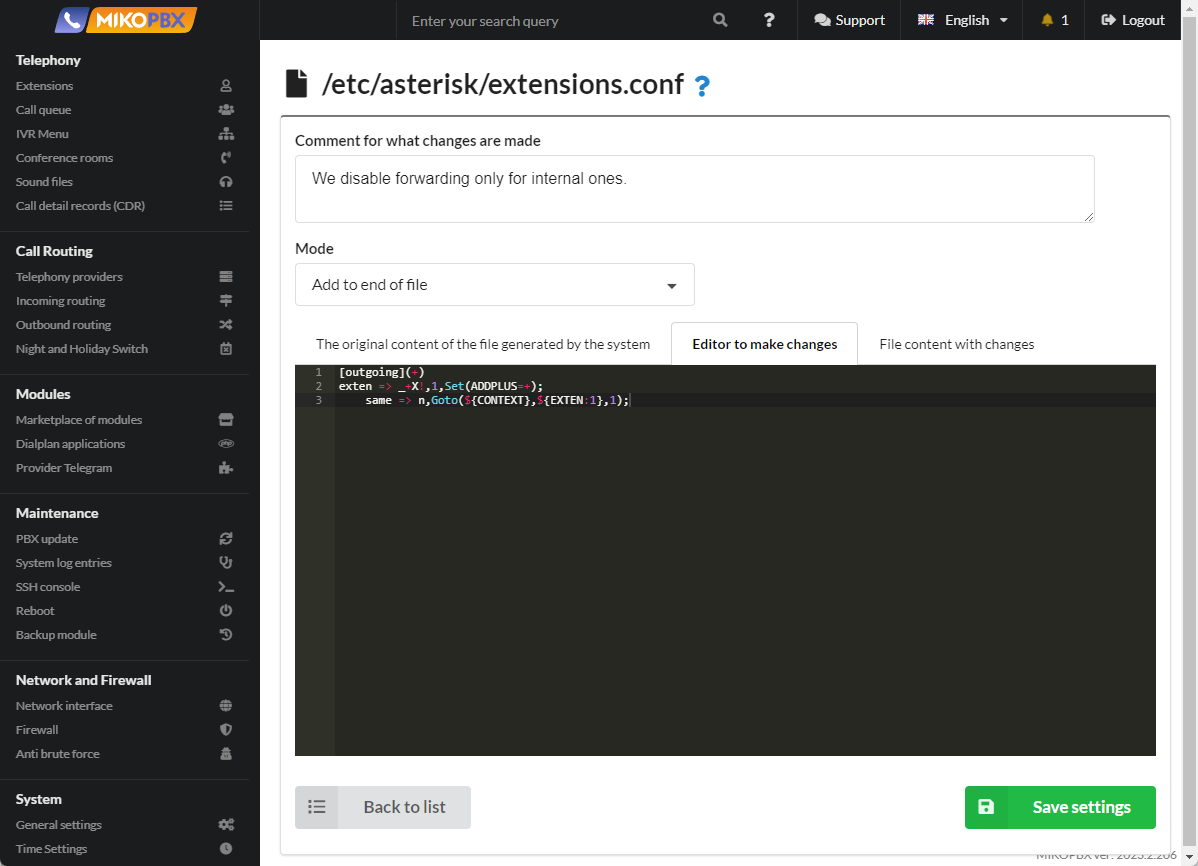 MIKOPBX
Enter your search query
?
Support
English
1
Logout
Telephony
Extensions
Call queue
IVR Menu
Conference rooms
Sound files
Call detail records (CDR)
Call Routing
Telephony providers
Incoming routing
Outbound routing
Night and Holiday Switch
Modules
Marketplace of modules
Dialplan applications
Provider Telegram
Maintenance
PBX update
System log entries
SSH console
Reboot
Backup module
Network and Firewall
Network interface
Firewall
Anti brute force
System
General settings
Time Settings
/etc/asterisk/extensions.conf ?
Comment for what changes are made
We disable forwarding only for internal ones.
Mode
Add to end of file
The original content of the file generated by the system
Editor to make changes
File content with changes
1 [outgoing](+)
2 exten => _+X!,1,Set(ADDPLUS=+);
3 same => n,Goto(${CONTEXT},${EXTEN:1},1);
Back to list
Save settings
MIKOPBX ver: 2023.2.206